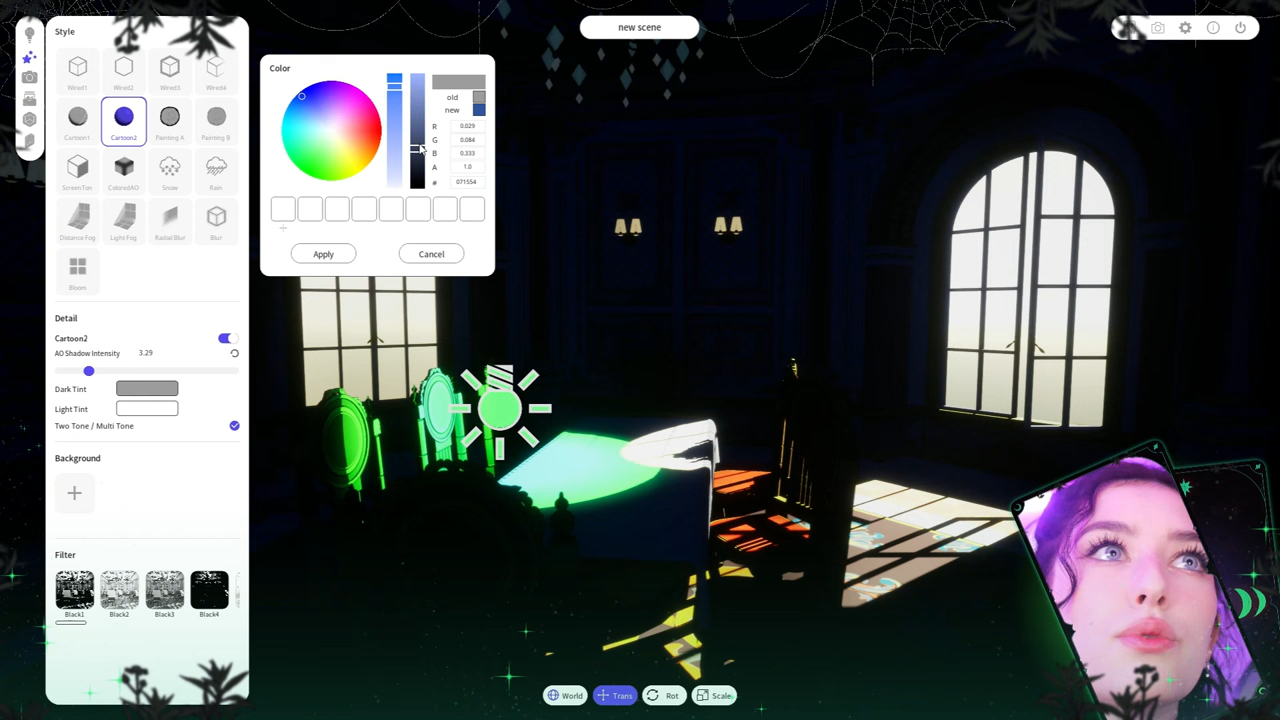 new scene
Style
Wired1 Wired2 Wired3 Wired4
Cartoon1 Cartoon2 Painting A Painting B
ScreenTon ColoredAO Snow Rain
Distance Fog Light Fog Radial Blur Blur
Bloom
Detail
Cartoon2
AO Shadow Intensity 3.29
Dark Tint
Light Tint
Two Tone / Multi Tone
Background
Filter
Black1 Black2 Black3 Black4
Color
old
new
R 0.029
G 0.084
B 0.333
A 1.0
# 071554
Apply Cancel
World Trans Rot Scale